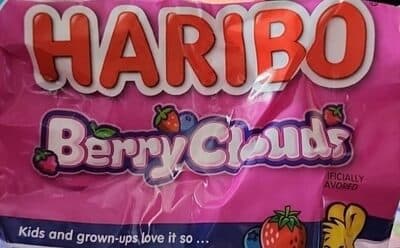 HARIBO
Berry Clouds
Kids and grown-ups love it so ...